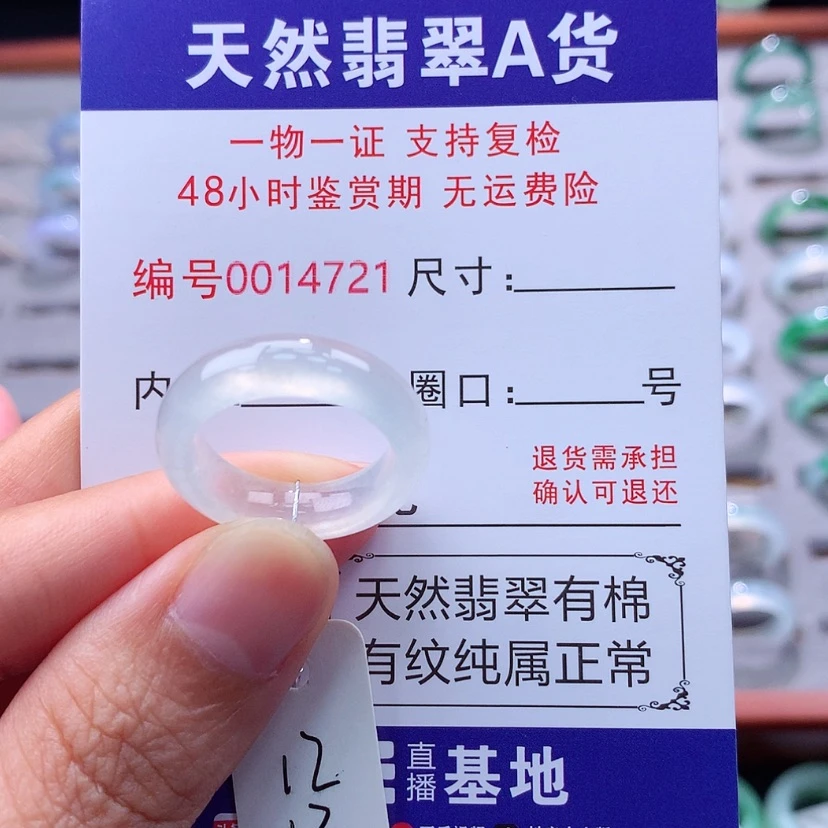 天然翡翠A货
一物一证 支持复检
48小时鉴赏期 无运费险
编号0014721 尺寸:
内 圈口: 号
退货需承担
确认可退还
天然翡翠有棉
有纹纯属正常
直播 基地
12